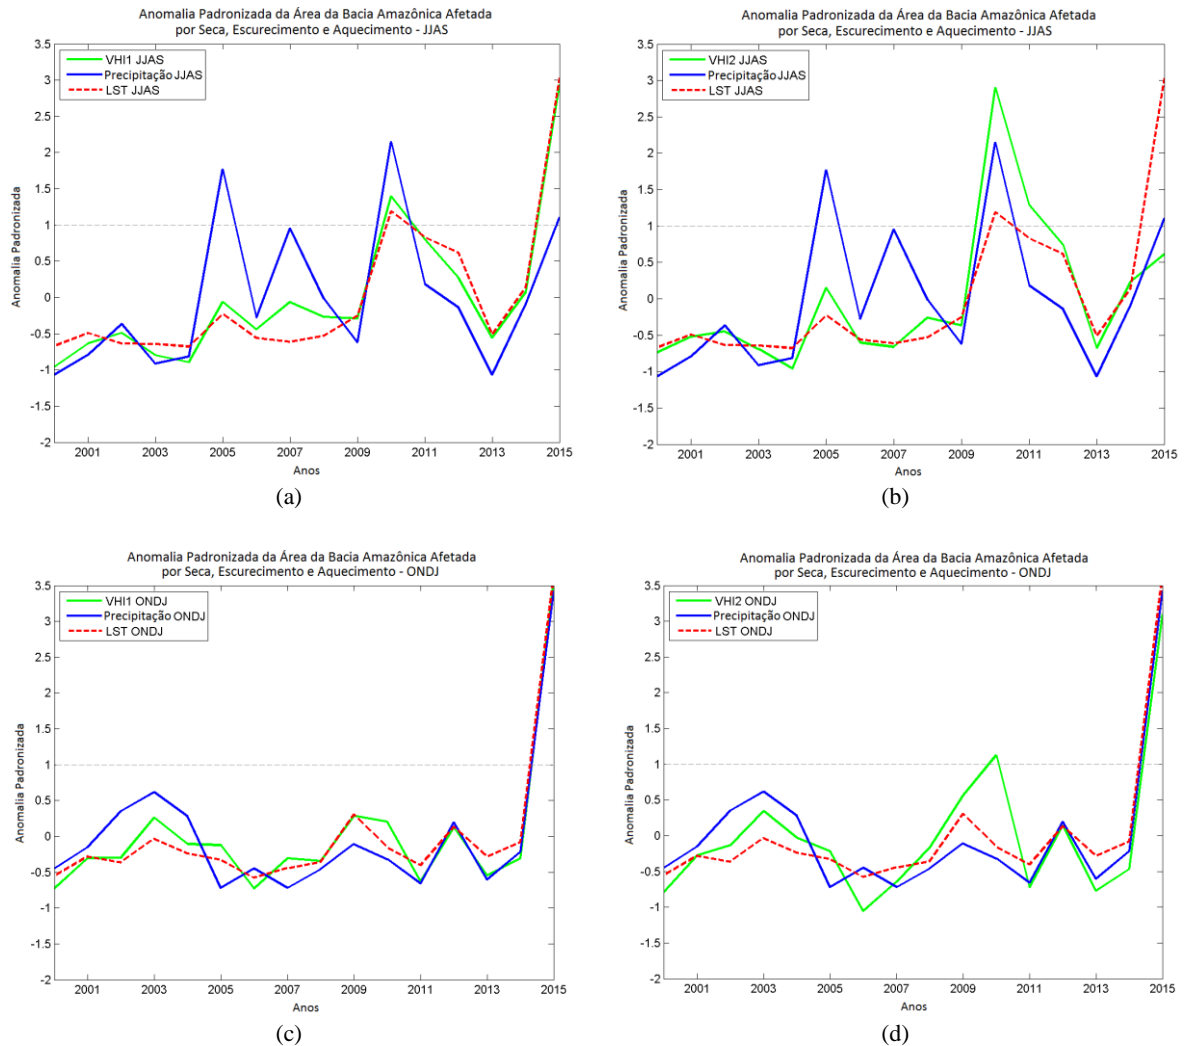 Anomalia Padronizada da Área da Bacia Amazônica Afetada
por Seca, Escurecimento e Aquecimento - JJAS
3.5
3
2.5
2
1.5
1
0.5
0
-0.5
-1
-1.5
-2
Anomalia Padronizada
VHI1 JJAS
Precipitação JJAS
LST JJAS
2001 2003 2005 2007 2009 2011 2013 2015
Anos
(a)
Anomalia Padronizada da Área da Bacia Amazônica Afetada
por Seca, Escurecimento e Aquecimento - JJAS
3.5
3
2.5
2
1.5
1
0.5
0
-0.5
-1
-1.5
-2
Anomalia Padronizada
VHI2 JJAS
Precipitação JJAS
LST JJAS
2001 2003 2005 2007 2009 2011 2013 2015
Anos
(b)
Anomalia Padronizada da Área da Bacia Amazônica Afetada
por Seca, Escurecimento e Aquecimento - ONDJ
3.5
3
2.5
2
1.5
1
0.5
0
-0.5
-1
-1.5
-2
Anomalia Padronizada
VHI1 ONDJ
Precipitação ONDJ
LST ONDJ
2001 2003 2005 2007 2009 2011 2013 2015
Anos
(c)
Anomalia Padronizada da Área da Bacia Amazônica Afetada
por Seca, Escurecimento e Aquecimento - ONDJ
3.5
3
2.5
2
1.5
1
0.5
0
-0.5
-1
-1.5
-2
Anomalia Padronizada
VHI2 ONDJ
Precipitação ONDJ
LST ONDJ
2001 2003 2005 2007 2009 2011 2013 2015
Anos
(d)